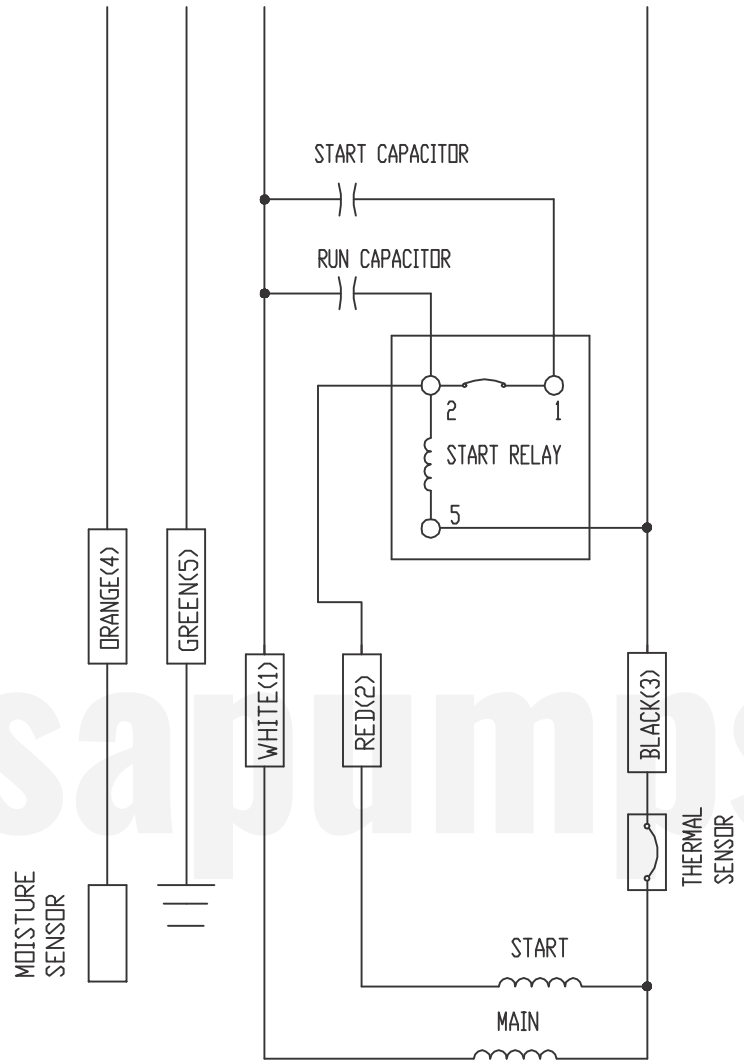 START CAPACITOR
RUN CAPACITOR
2
1
START RELAY
5
ORANGE(4)
GREEN(5)
WHITE(1)
RED(2)
BLACK(3)
THERMAL
SENSOR
MOISTURE
SENSOR
START
MAIN
sapumps